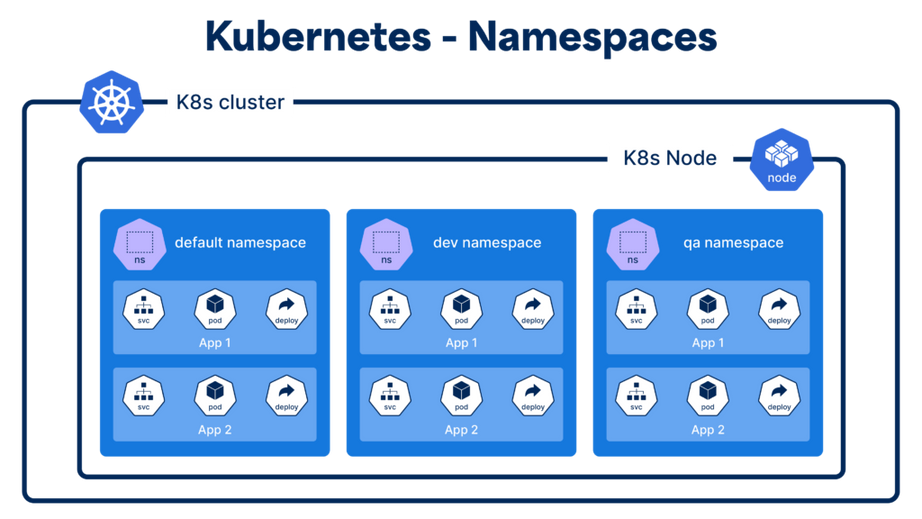 Kubernetes - Namespaces
K8s cluster
K8s Node
node
default namespace
ns
svc pod deploy
App 1
svc pod deploy
App 2
dev namespace
ns
svc pod deploy
App 1
svc pod deploy
App 2
qa namespace
ns
svc pod deploy
App 1
svc pod deploy
App 2